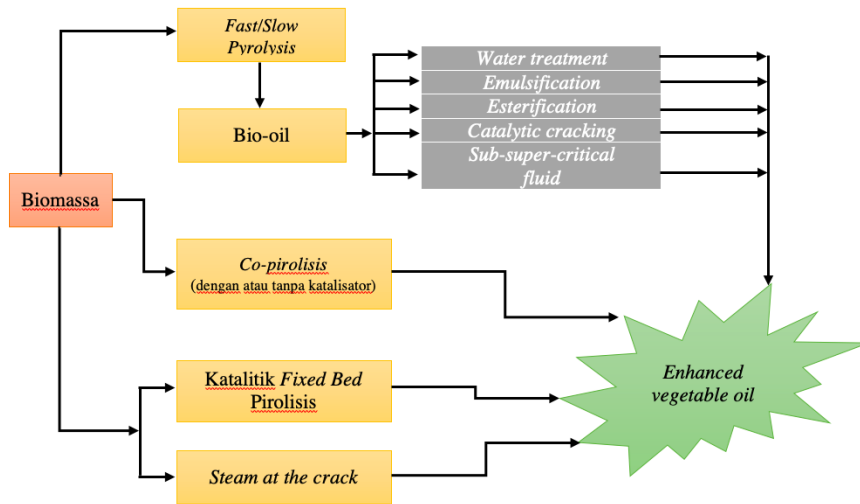 Fast/Slow
Pyrolysis
Bio-oil
Water treatment
Emulsification
Esterification
Catalytic cracking
Sub-super-critical
fluid
Biomassa
Co-pirolisis
(dengan atau tanpa katalisator)
Katalitik Fixed Bed
Pirolisis
Steam at the crack
Enhanced
vegetable oil